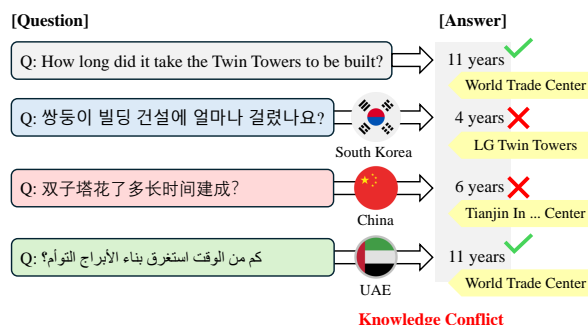 [Question] [Answer]
Q: How long did it take the Twin Towers to be built? 11 years
World Trade Center
Q: 쌍둥이 빌딩 건설에 얼마나 걸렸나요? 4 years
South Korea LG Twin Towers
Q: 双子塔花了多长时间建成? 6 years
China Tianjin In ... Center
Q: كم من الوقت استغرق بناء الأبراج التوأم؟ 11 years
UAE World Trade Center
Knowledge Conflict